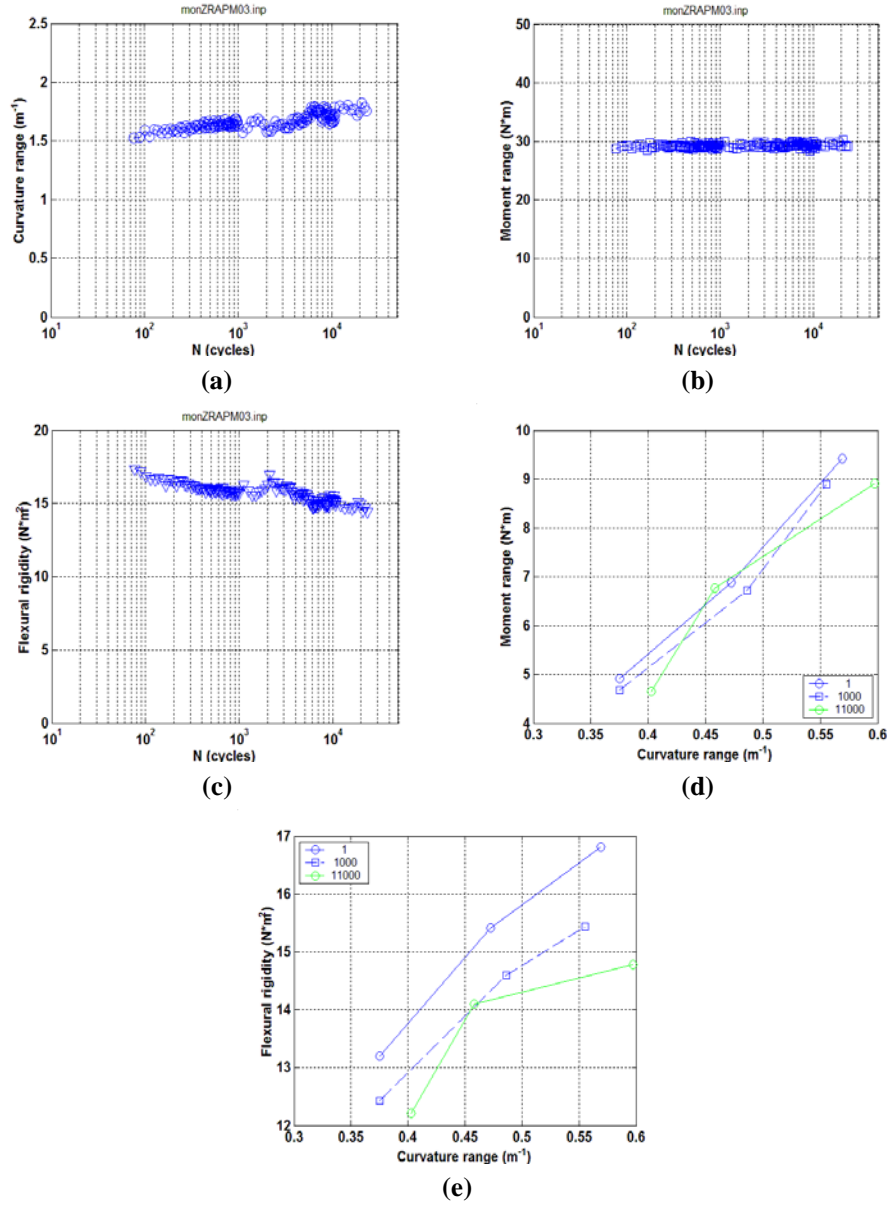 monZRAPM03.inp
2.5
2
1.5
1
0.5
0
Curvature range (m⁻¹)
10¹ 10² 10³ 10⁴
N (cycles)
(a)
monZRAPM03.inp
50
40
30
20
10
0
Moment range (N*m)
10¹ 10² 10³ 10⁴
N (cycles)
(b)
monZRAPM03.inp
20
15
10
5
0
Flexural rigidity (N*m²)
10¹ 10² 10³ 10⁴
N (cycles)
(c)
10
9
8
7
6
5
4
Moment range (N*m)
1
1000
11000
0.3 0.35 0.4 0.45 0.5 0.55 0.6
Curvature range (m⁻¹)
(d)
17
16
15
14
13
12
Flexural rigidity (N*m²)
1
1000
11000
0.3 0.35 0.4 0.45 0.5 0.55 0.6
Curvature range (m⁻¹)
(e)